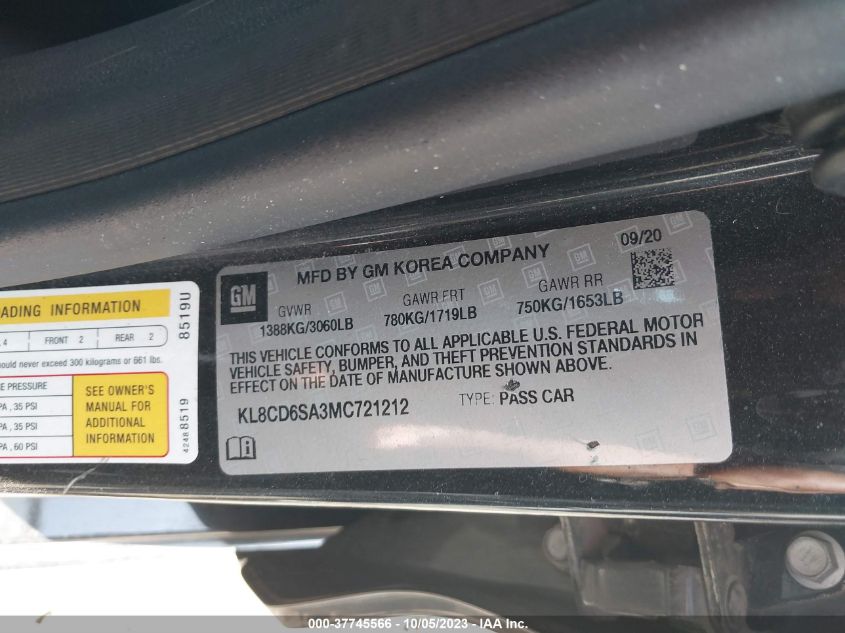 09/20
MFD BY GM KOREA COMPANY
GM
GVWR GAWR FRT GAWR RR
1388KG/3060LB 780KG/1719LB 750KG/1653LB
THIS VEHICLE CONFORMS TO ALL APPLICABLE U.S. FEDERAL MOTOR
VEHICLE SAFETY, BUMPER, AND THEFT PREVENTION STANDARDS IN
EFFECT ON THE DATE OF MANUFACTURE SHOWN ABOVE.
KL8CD6SA3MC721212 TYPE: PASS CAR
ADING INFORMATION
4 FRONT 2 REAR 2
ould never exceed 300 kilograms or 661 lbs.
E PRESSURE
PA , 35 PSI
PA , 35 PSI
PA , 60 PSI
SEE OWNER'S
MANUAL FOR
ADDITIONAL
INFORMATION
8519U
42488519
000-37745566 - 10/05/2023 - IAA Inc.